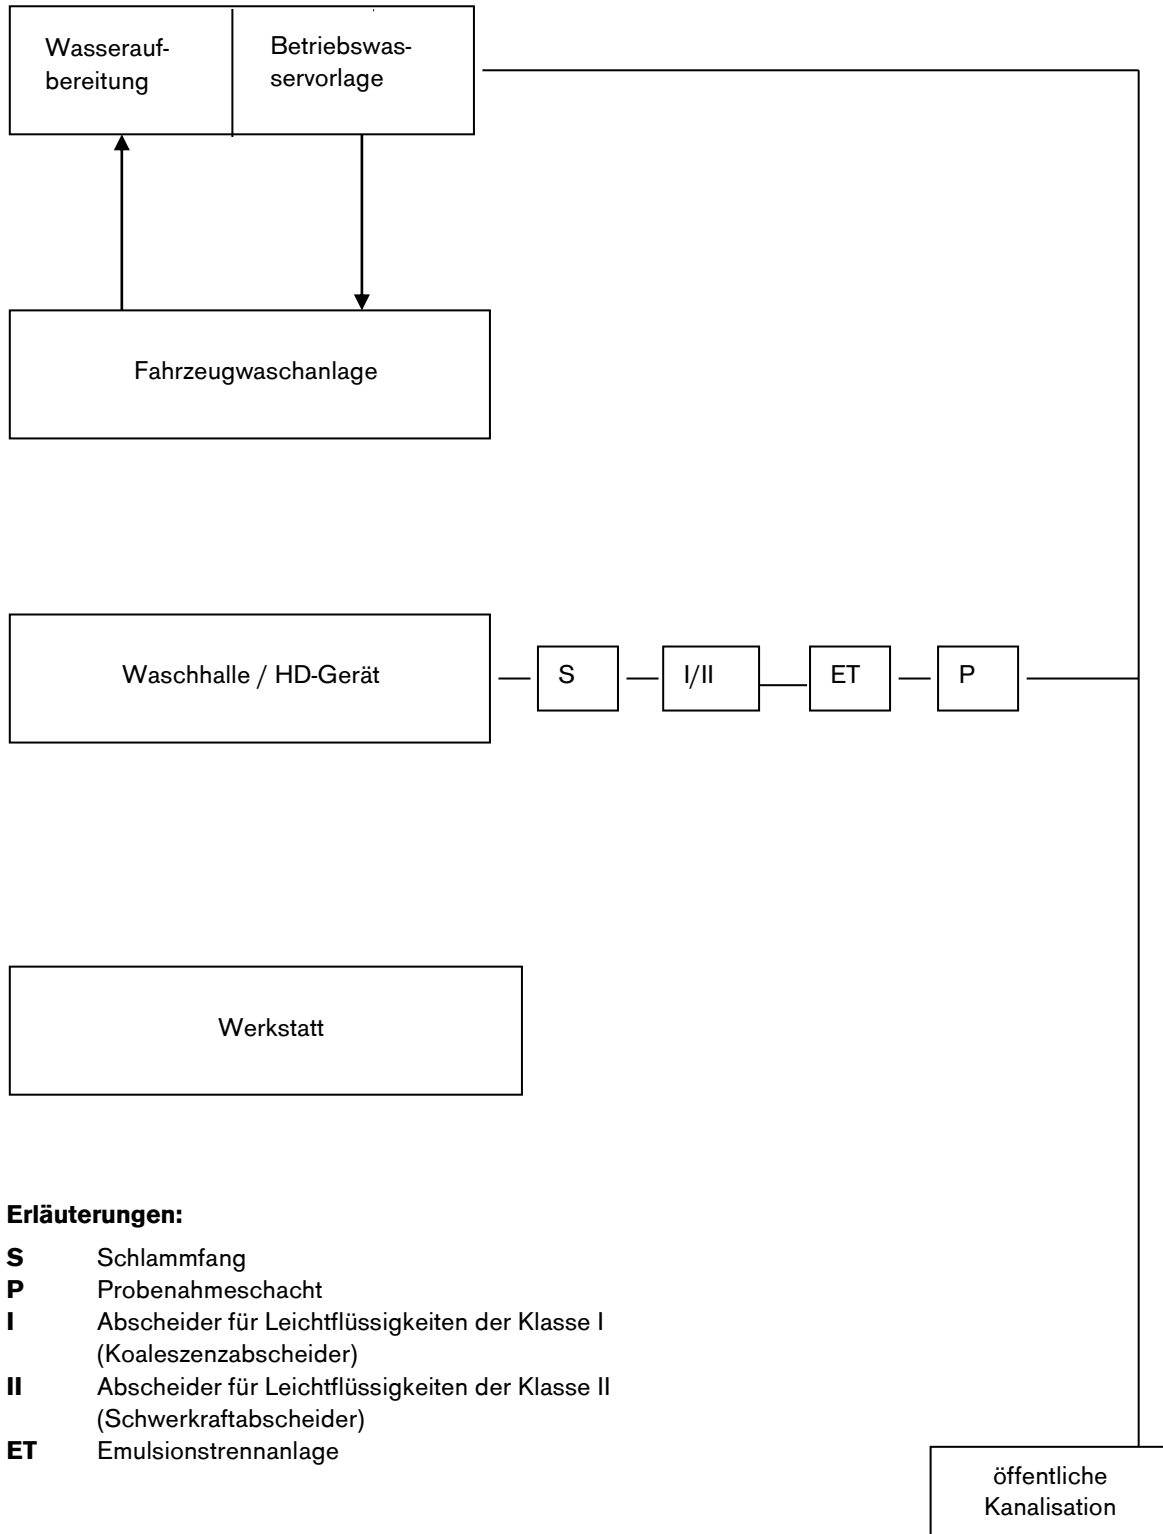 Wasserauf-
bereitung
Betriebswas-
servorlage
Fahrzeugwaschanlage
Waschhalle / HD-Gerät
S
I/II
ET
P
Werkstatt
Erläuterungen:
S Schlammfang
P Probenahmeschacht
I Abscheider für Leichtflüssigkeiten der Klasse I
(Koaleszenzabscheider)
II Abscheider für Leichtflüssigkeiten der Klasse II
(Schwerkraftabscheider)
ET Emulsionstrennanlage
öffentliche
Kanalisation